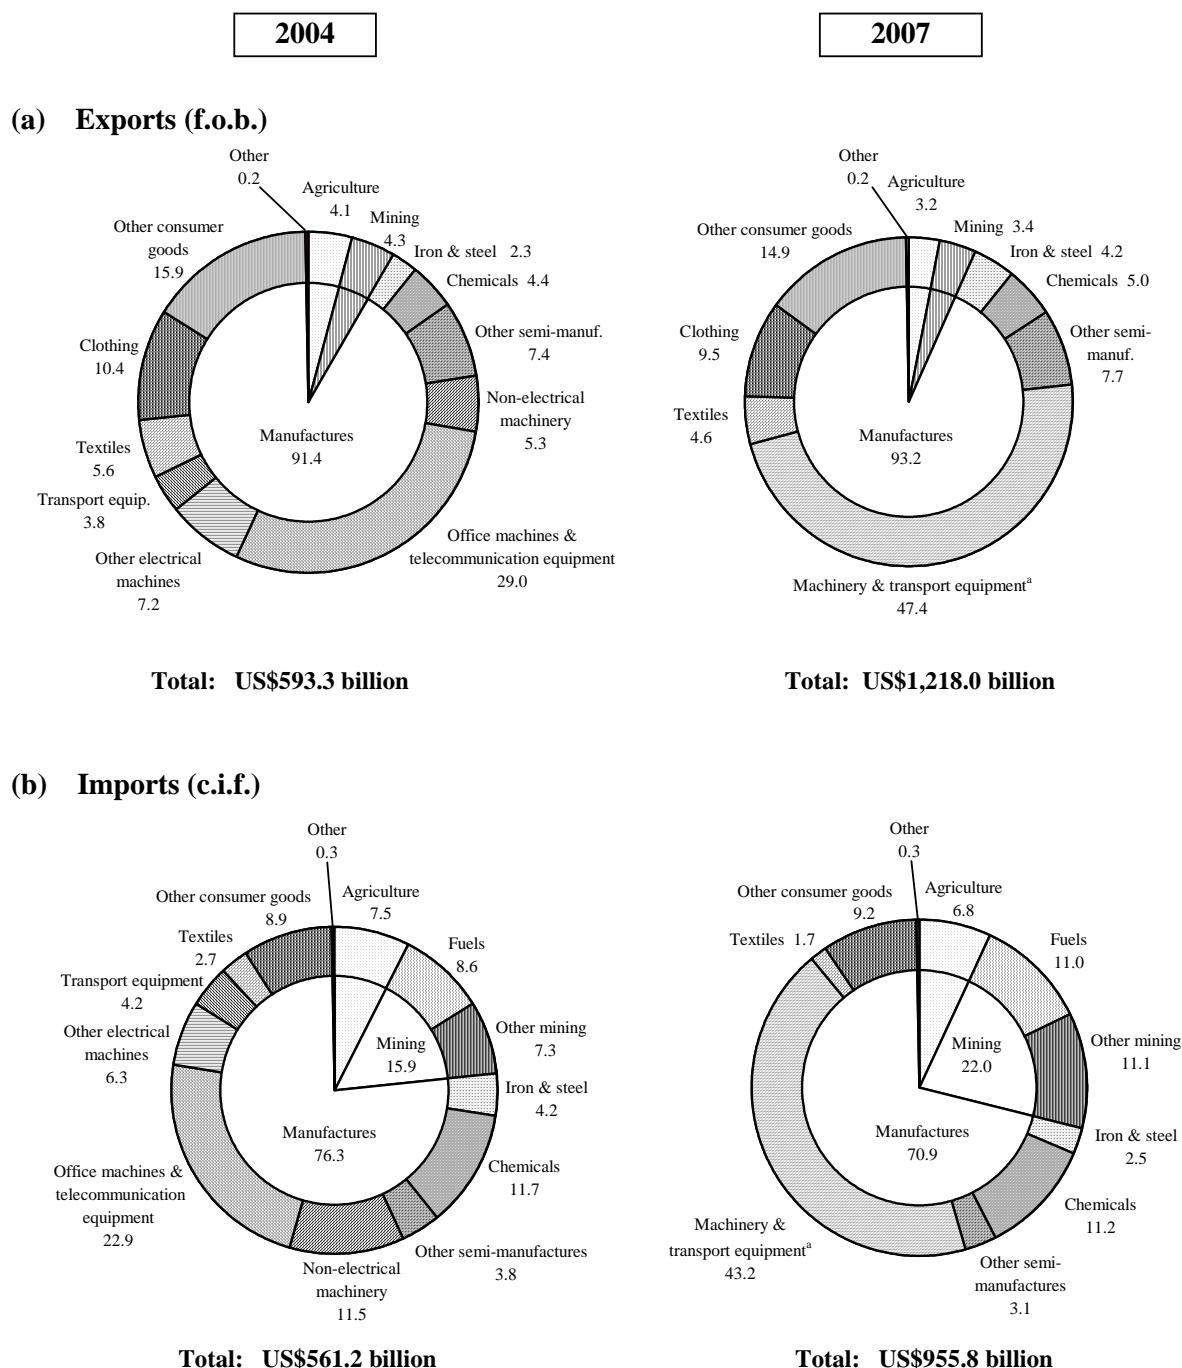 2004
2007
(a) Exports (f.o.b.)
Other
0.2
Agriculture
4.1
Mining
4.3
Iron & steel 2.3
Chemicals 4.4
Other semi-manuf.
7.4
Non-electrical
machinery
5.3
Office machines &
telecommunication equipment
29.0
Other electrical
machines
7.2
Transport equip.
3.8
Textiles
5.6
Clothing
10.4
Other consumer
goods
15.9
Manufactures
91.4
Total: US$593.3 billion
Other
0.2
Agriculture
3.2
Mining 3.4
Iron & steel 4.2
Chemicals 5.0
Other semi-
manuf.
7.7
Machinery & transport equipmentᵃ
47.4
Textiles
4.6
Clothing
9.5
Other consumer goods
14.9
Manufactures
93.2
Total: US$1,218.0 billion
(b) Imports (c.i.f.)
Other
0.3
Agriculture
7.5
Fuels
8.6
Other mining
7.3
Mining
15.9
Iron & steel
4.2
Chemicals
11.7
Other semi-manufactures
3.8
Non-electrical
machinery
11.5
Office machines &
telecommunication
equipment
22.9
Other electrical
machines
6.3
Transport equipment
4.2
Textiles
2.7
Other consumer goods
8.9
Manufactures
76.3
Total: US$561.2 billion
Other
0.3
Agriculture
6.8
Fuels
11.0
Other mining
11.1
Mining
22.0
Iron & steel
2.5
Chemicals
11.2
Other semi-
manufactures
3.1
Machinery &
transport equipmentᵃ
43.2
Textiles 1.7
Other consumer goods
9.2
Manufactures
70.9
Total: US$955.8 billion